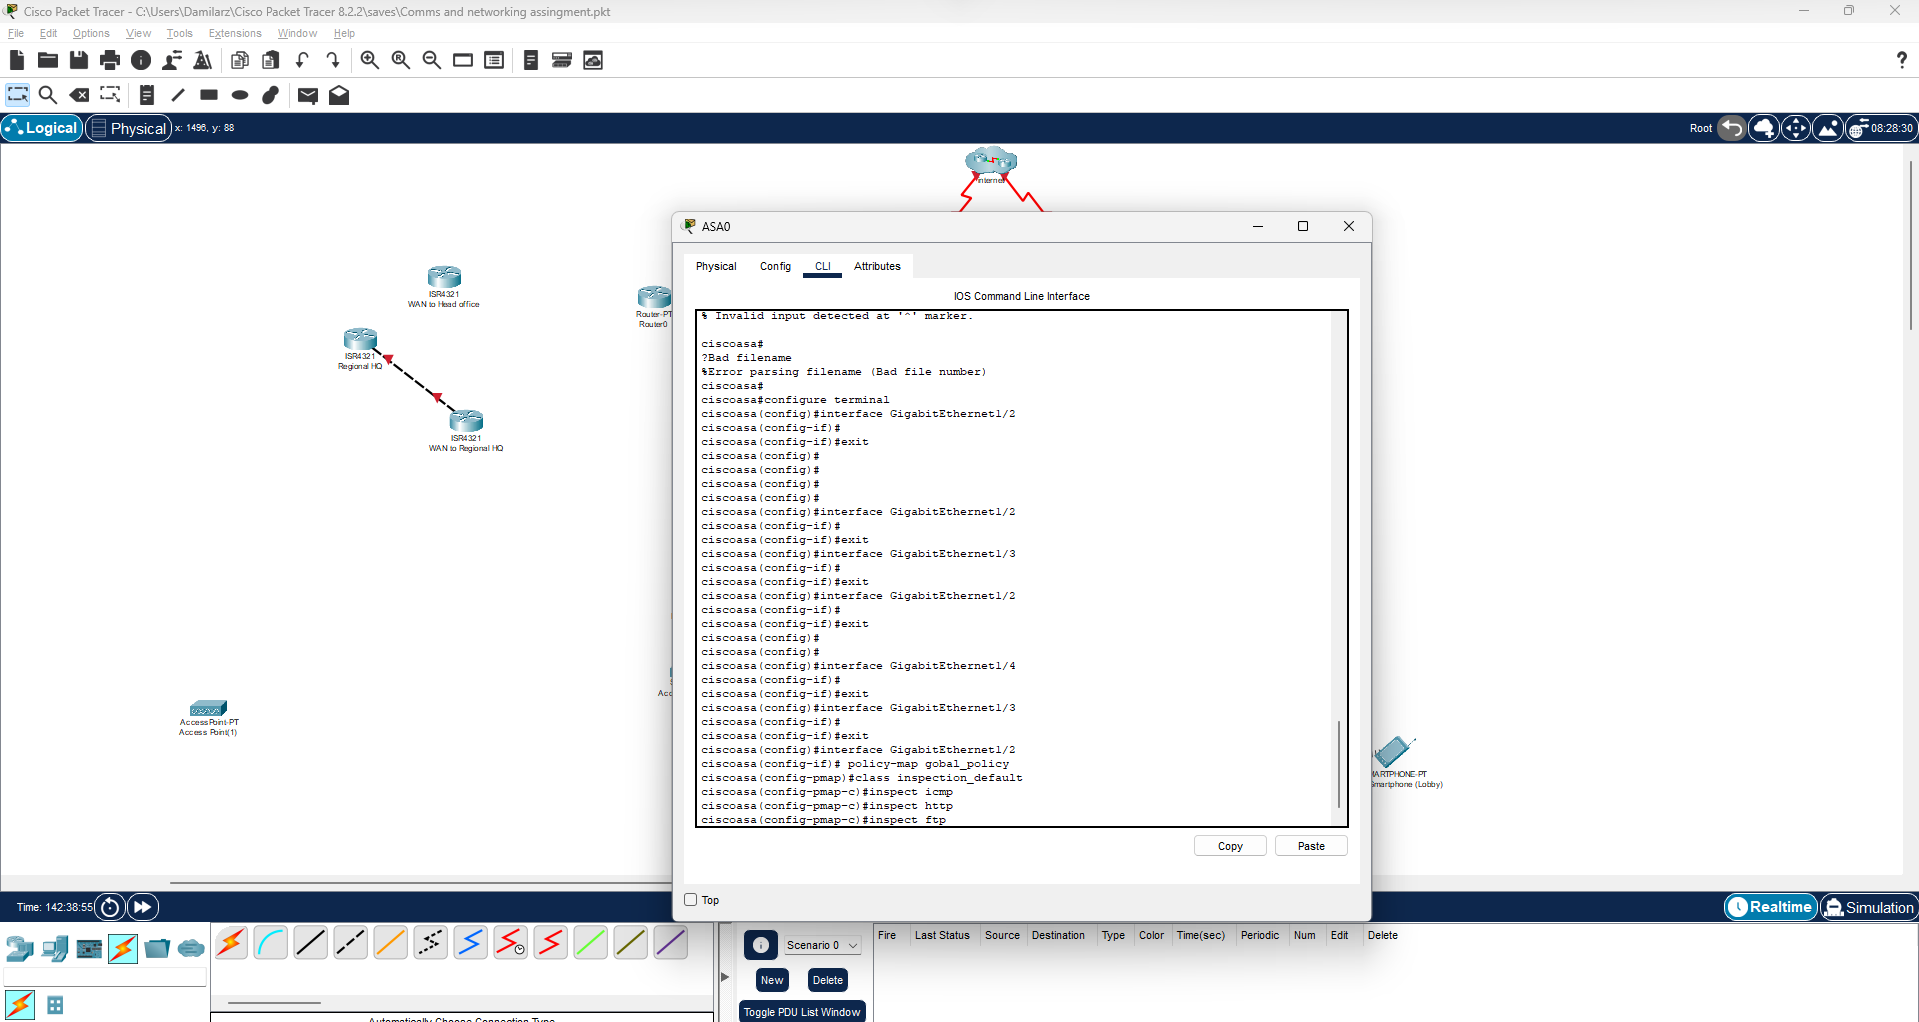 Cisco Packet Tracer - C:\Users\Damilarz\Cisco Packet Tracer 8.2.2\saves\Comms and networking assingment.pkt
File Edit Options View Tools Extensions Window Help
?
Logical Physical x: 1496, y: 88 Root 08:28:30
Internet
ISR4321
WAN to Head office
ISR4321
Regional HQ
ISR4321
WAN to Regional HQ
Router-PT
Router0
AccessPoint-PT
Access Point(1)
Acc
MARTPHONE-PT
Smartphone (Lobby)
ASA0
Physical Config CLI Attributes
IOS Command Line Interface
% Invalid input detected at '^' marker.
ciscoasa#
?Bad filename
%Error parsing filename (Bad file number)
ciscoasa#
ciscoasa#configure terminal
ciscoasa(config)#interface GigabitEthernet1/2
ciscoasa(config-if)#
ciscoasa(config-if)#exit
ciscoasa(config)#
ciscoasa(config)#
ciscoasa(config)#
ciscoasa(config)#
ciscoasa(config)#interface GigabitEthernet1/2
ciscoasa(config-if)#
ciscoasa(config-if)#exit
ciscoasa(config)#interface GigabitEthernet1/3
ciscoasa(config-if)#
ciscoasa(config-if)#exit
ciscoasa(config)#interface GigabitEthernet1/2
ciscoasa(config-if)#
ciscoasa(config-if)#exit
ciscoasa(config)#
ciscoasa(config)#
ciscoasa(config)#interface GigabitEthernet1/4
ciscoasa(config-if)#
ciscoasa(config-if)#exit
ciscoasa(config)#interface GigabitEthernet1/3
ciscoasa(config-if)#
ciscoasa(config-if)#exit
ciscoasa(config)#interface GigabitEthernet1/2
ciscoasa(config-if)# policy-map gobal_policy
ciscoasa(config-pmap)#class inspection_default
ciscoasa(config-pmap-c)#inspect icmp
ciscoasa(config-pmap-c)#inspect http
ciscoasa(config-pmap-c)#inspect ftp
Copy Paste
Top
Time: 142:38:55 Realtime Simulation
Scenario 0
New Delete
Toggle PDU List Window
Fire Last Status Source Destination Type Color Time(sec) Periodic Num Edit Delete
Automatically Choose Connection Type